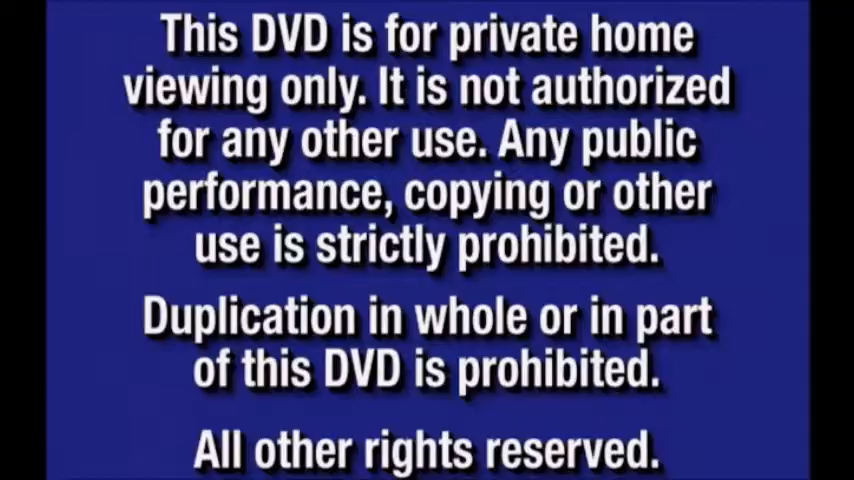 This DVD is for private home
viewing only. It is not authorized
for any other use. Any public
performance, copying or other
use is strictly prohibited.
Duplication in whole or in part
of this DVD is prohibited.
All other rights reserved.